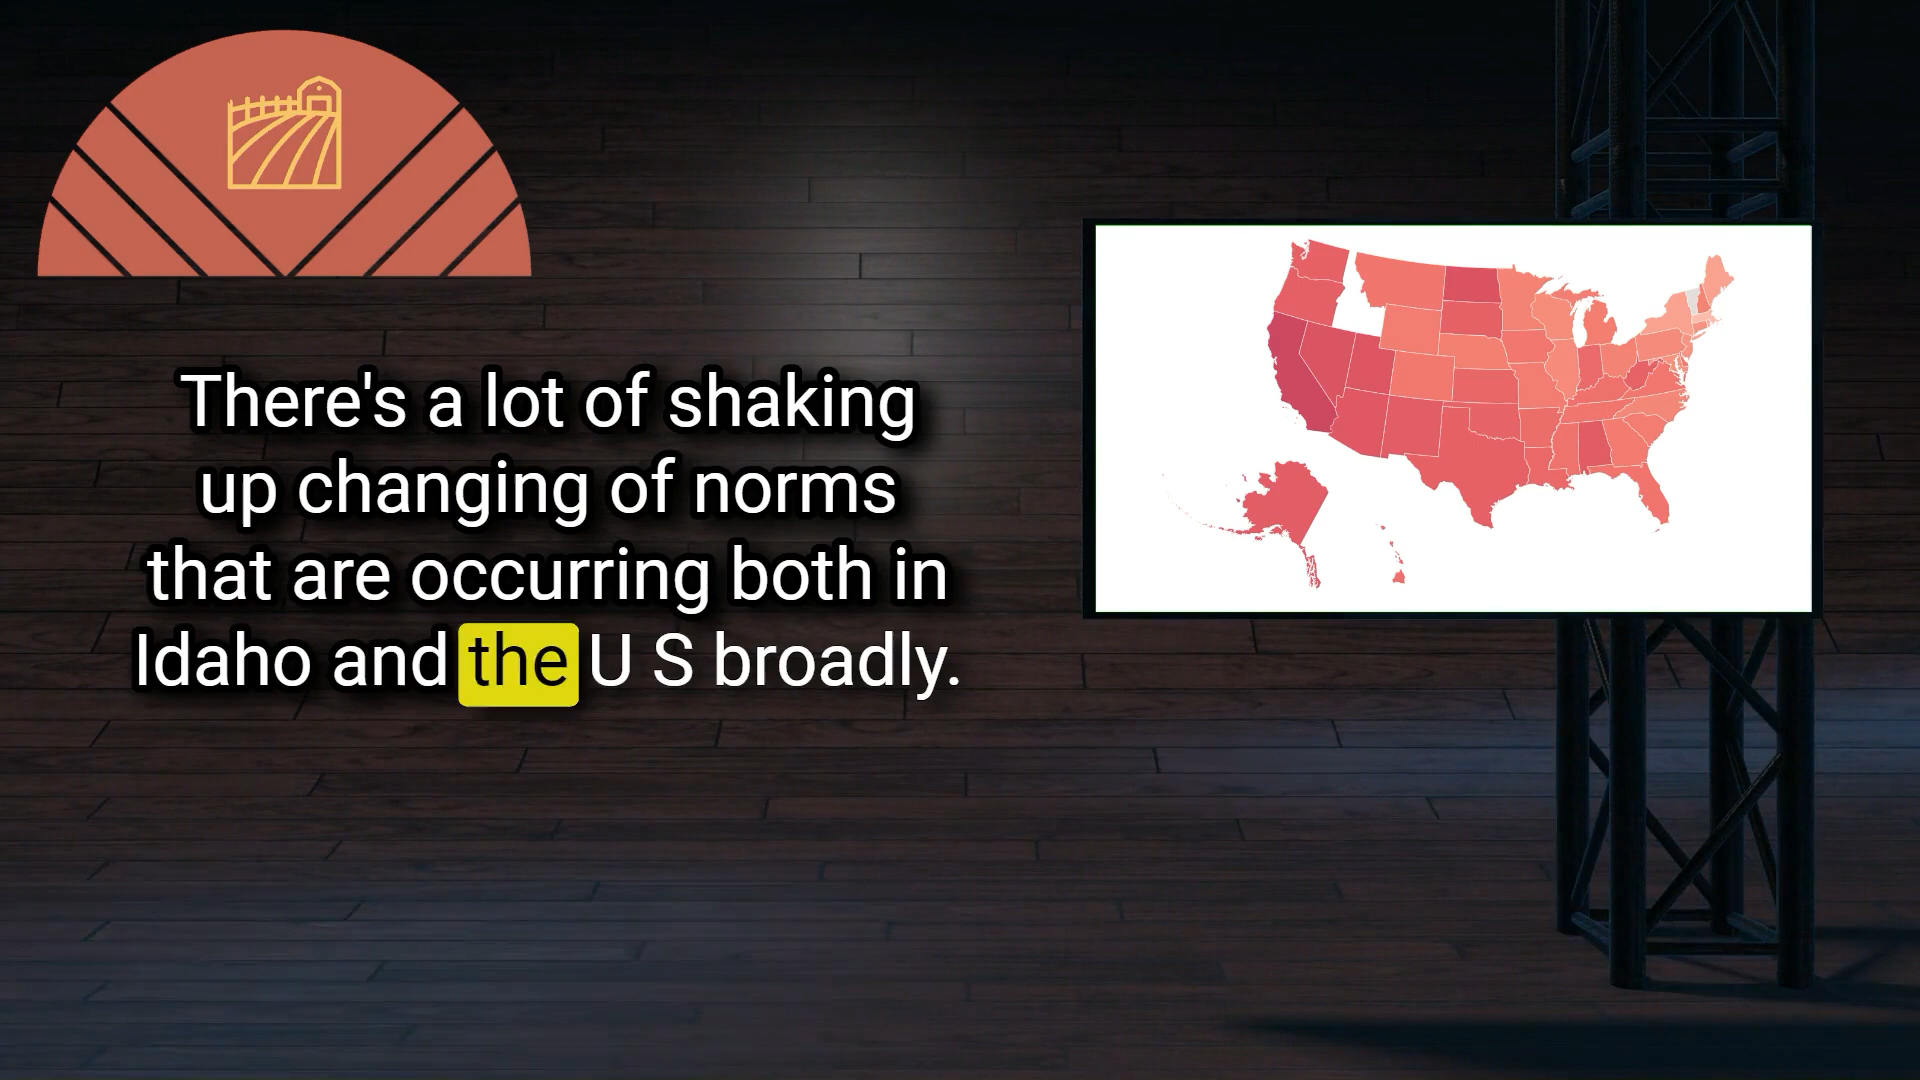 There's a lot of shaking
up changing of norms
that are occurring both in
Idaho and the U S broadly.